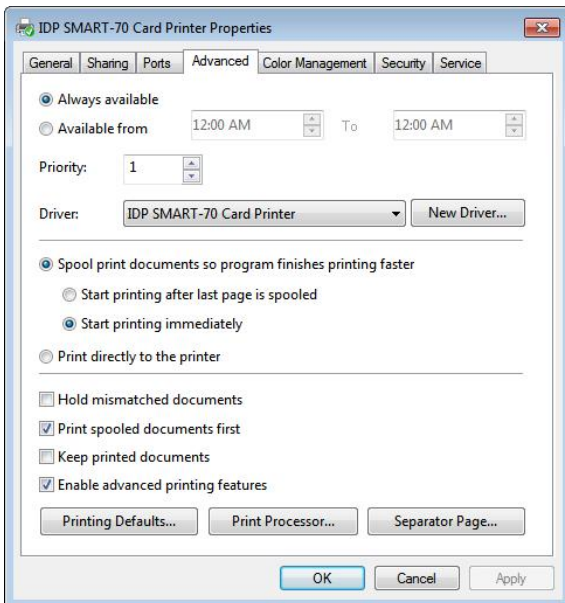 IDP SMART-70 Card Printer Properties
General Sharing Ports Advanced Color Management Security Service
Always available
Available from 12:00 AM To 12:00 AM
Priority: 1
Driver: IDP SMART-70 Card Printer New Driver...
Spool print documents so program finishes printing faster
Start printing after last page is spooled
Start printing immediately
Print directly to the printer
Hold mismatched documents
Print spooled documents first
Keep printed documents
Enable advanced printing features
Printing Defaults... Print Processor... Separator Page...
OK Cancel Apply